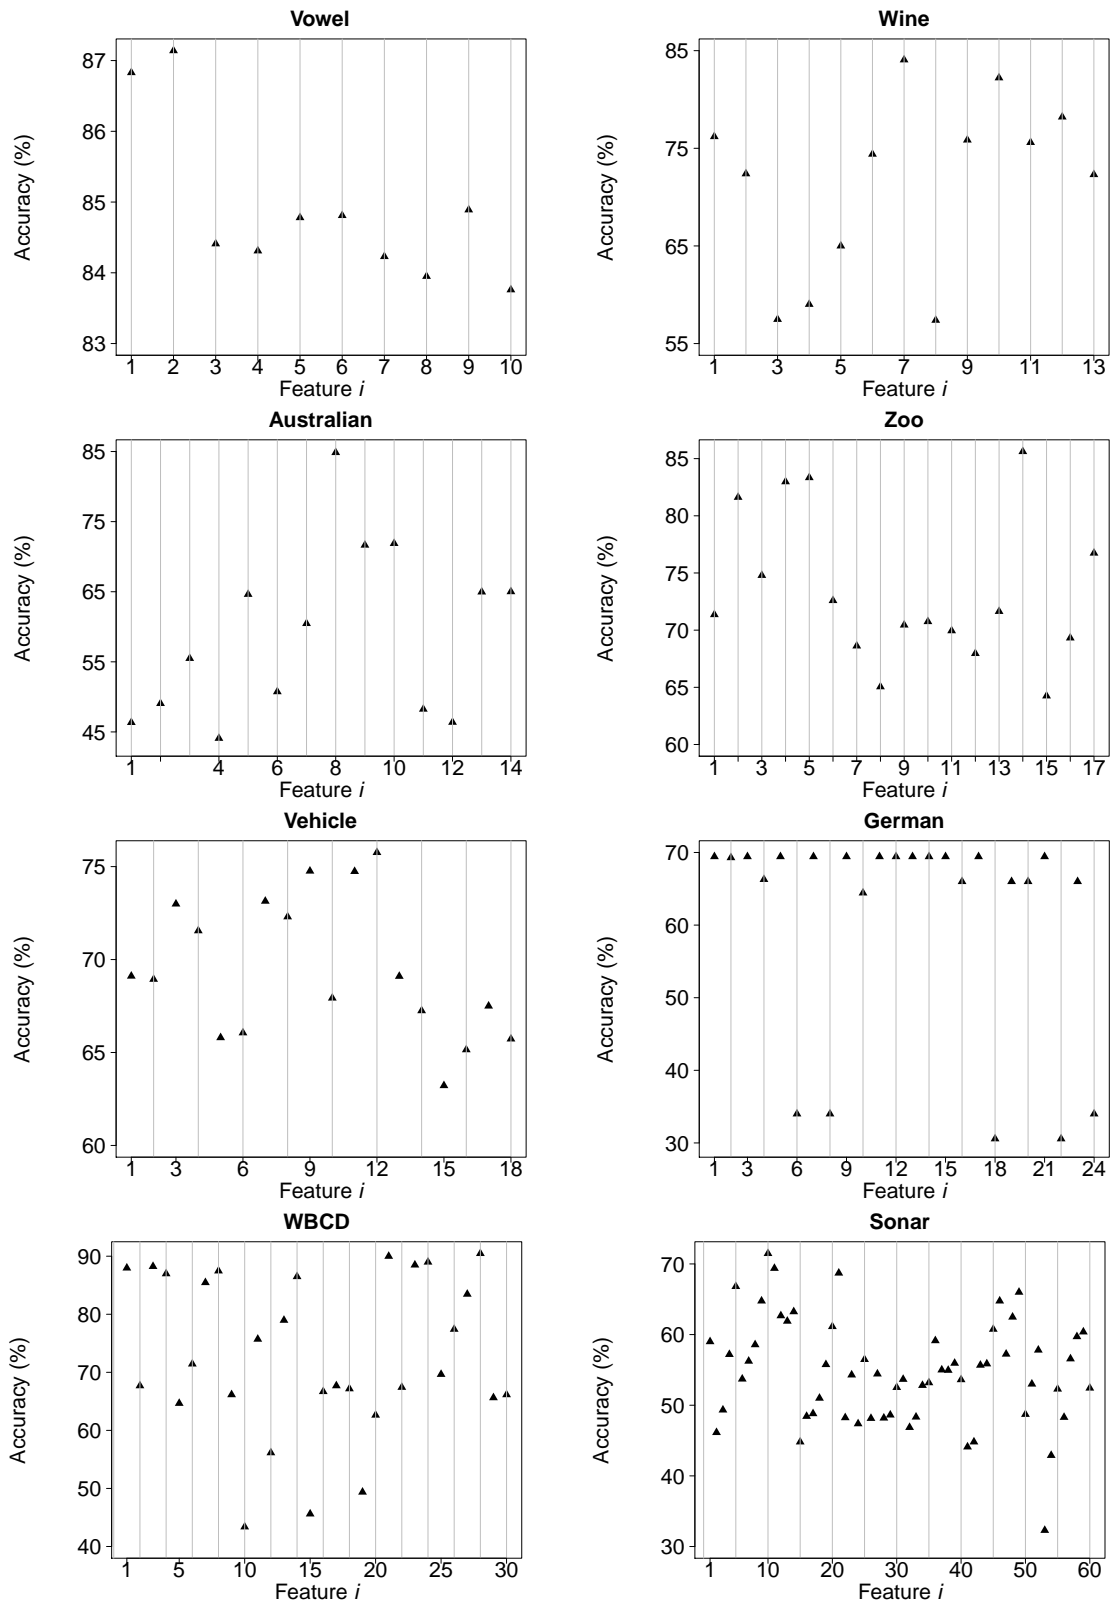 Vowel
Accuracy (%)
87
86
85
84
83
1 2 3 4 5 6 7 8 9 10
Feature i
Wine
Accuracy (%)
85
75
65
55
1 3 5 7 9 11 13
Feature i
Australian
Accuracy (%)
85
75
65
55
45
1 4 6 8 10 12 14
Feature i
Zoo
Accuracy (%)
85
80
75
70
65
60
1 3 5 7 9 11 13 15 17
Feature i
Vehicle
Accuracy (%)
75
70
65
60
1 3 6 9 12 15 18
Feature i
German
Accuracy (%)
70
60
50
40
30
1 3 6 9 12 15 18 21 24
Feature i
WBCD
Accuracy (%)
90
80
70
60
50
40
1 5 10 15 20 25 30
Feature i
Sonar
Accuracy (%)
70
60
50
40
30
1 10 20 30 40 50 60
Feature i